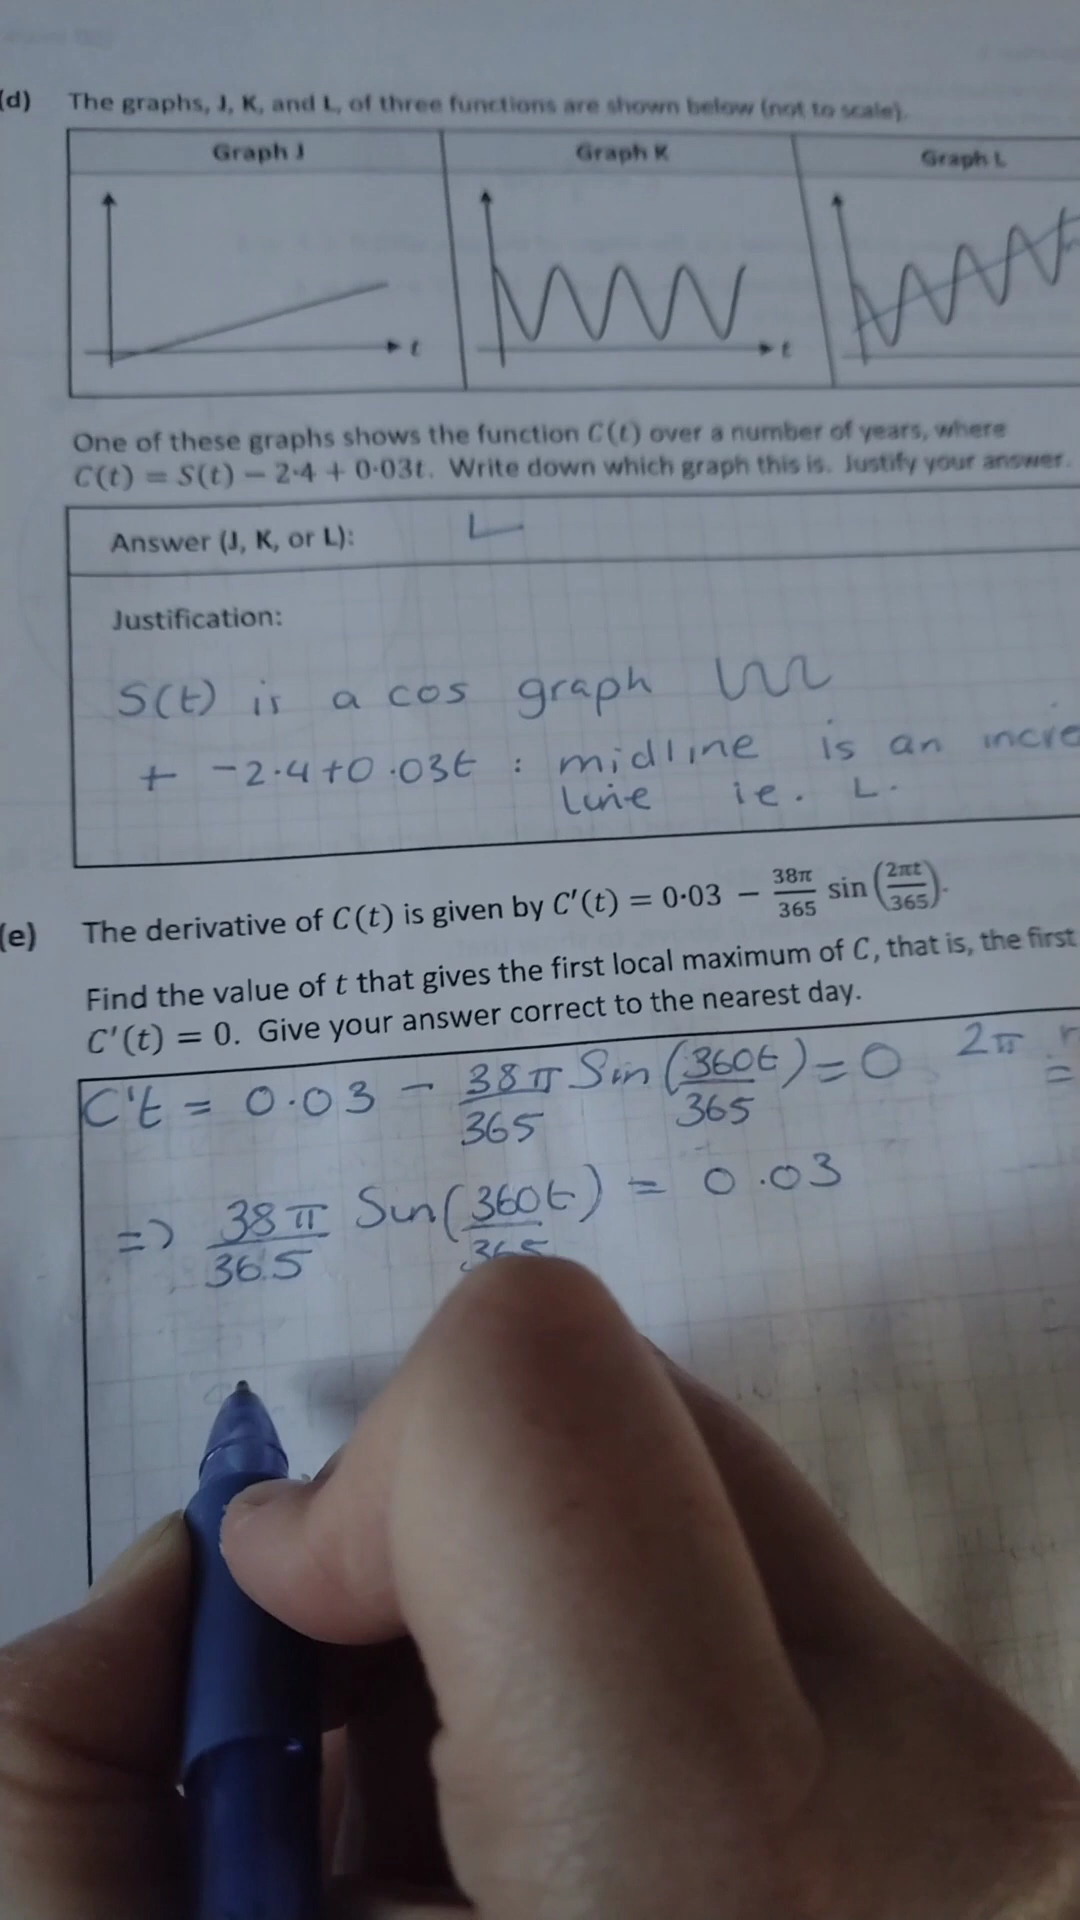 (d) The graphs, J, K, and L, of three functions are shown below (not to scale).
Graph J Graph K Graph L
t t
One of these graphs shows the function C(t) over a number of years, where
C(t) = S(t) − 2·4 + 0·03t. Write down which graph this is. Justify your answer.
Answer (J, K, or L): L
Justification:
S(t) is a cos graph
+ -2.4+0.03t : midline is an incre
line ie. L.
(e) The derivative of C(t) is given by C′(t) = 0·03 − 38π/365 sin(2πt/365).
Find the value of t that gives the first local maximum of C, that is, the first
C′(t) = 0. Give your answer correct to the nearest day.
C't = 0.03 - 38π/365 Sin(360t/365) = 0 2π r
=
=> 38π/365 Sin(360t/365) = 0.03